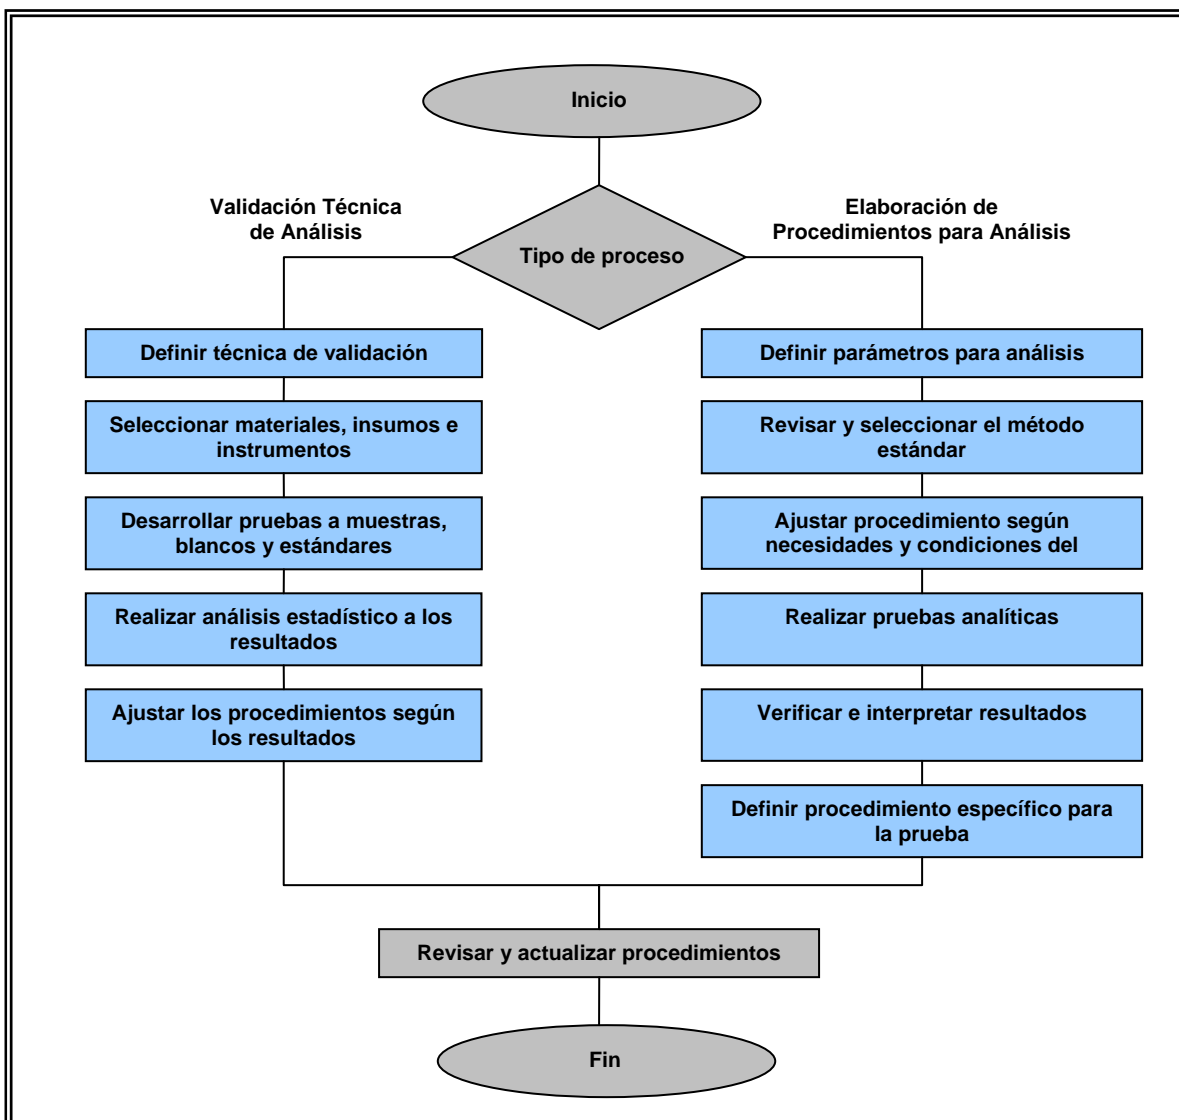 Inicio
Tipo de proceso
Validación Técnica
de Análisis
Definir técnica de validación
Seleccionar materiales, insumos e
instrumentos
Desarrollar pruebas a muestras,
blancos y estándares
Realizar análisis estadístico a los
resultados
Ajustar los procedimientos según
los resultados
Elaboración de
Procedimientos para Análisis
Definir parámetros para análisis
Revisar y seleccionar el método
estándar
Ajustar procedimiento según
necesidades y condiciones del
Realizar pruebas analíticas
Verificar e interpretar resultados
Definir procedimiento específico para
la prueba
Revisar y actualizar procedimientos
Fin